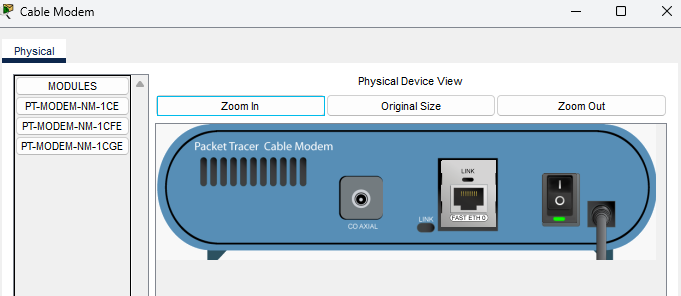 Cable Modem
Physical
MODULES
PT-MODEM-NM-1CE
PT-MODEM-NM-1CFE
PT-MODEM-NM-1CGE
Physical Device View
Zoom In
Original Size
Zoom Out
Packet Tracer Cable Modem
CO AXIAL
LINK
LINK
FAST ETH 0
I
O